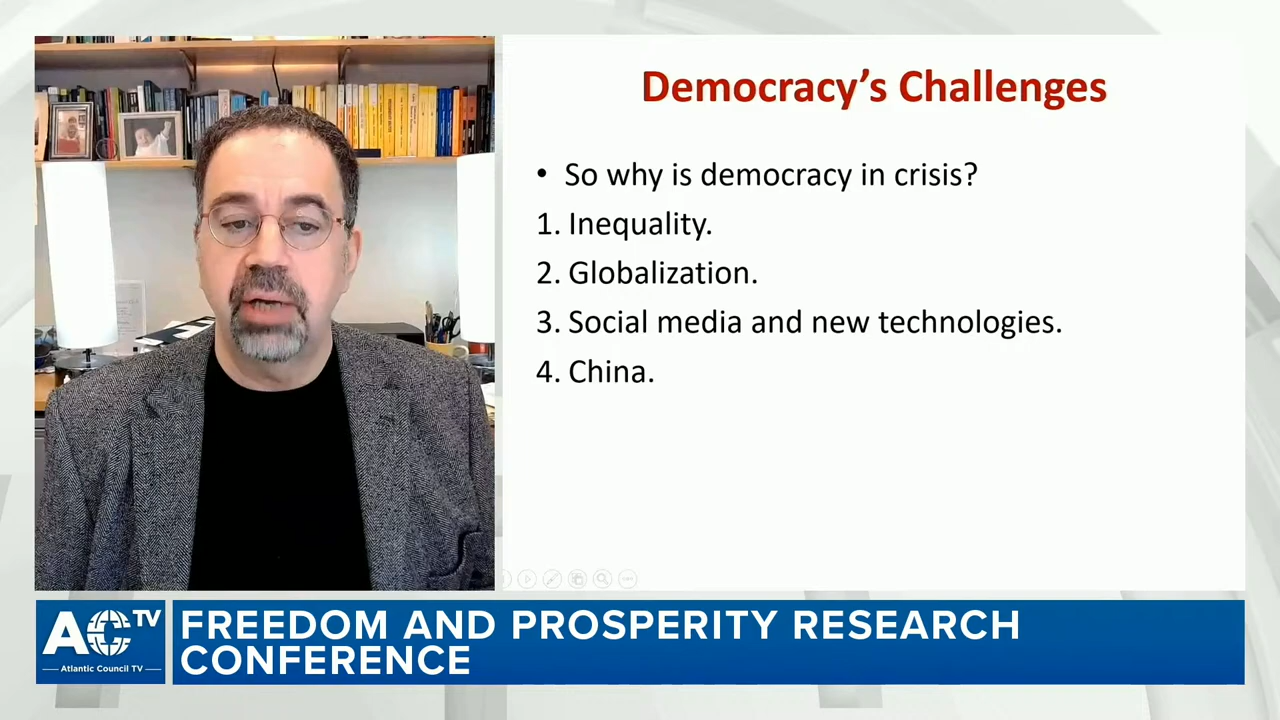 Democracy's Challenges
• So why is democracy in crisis?
1. Inequality.
2. Globalization.
3. Social media and new technologies.
4. China.
AC TV
Atlantic Council TV
FREEDOM AND PROSPERITY RESEARCH
CONFERENCE